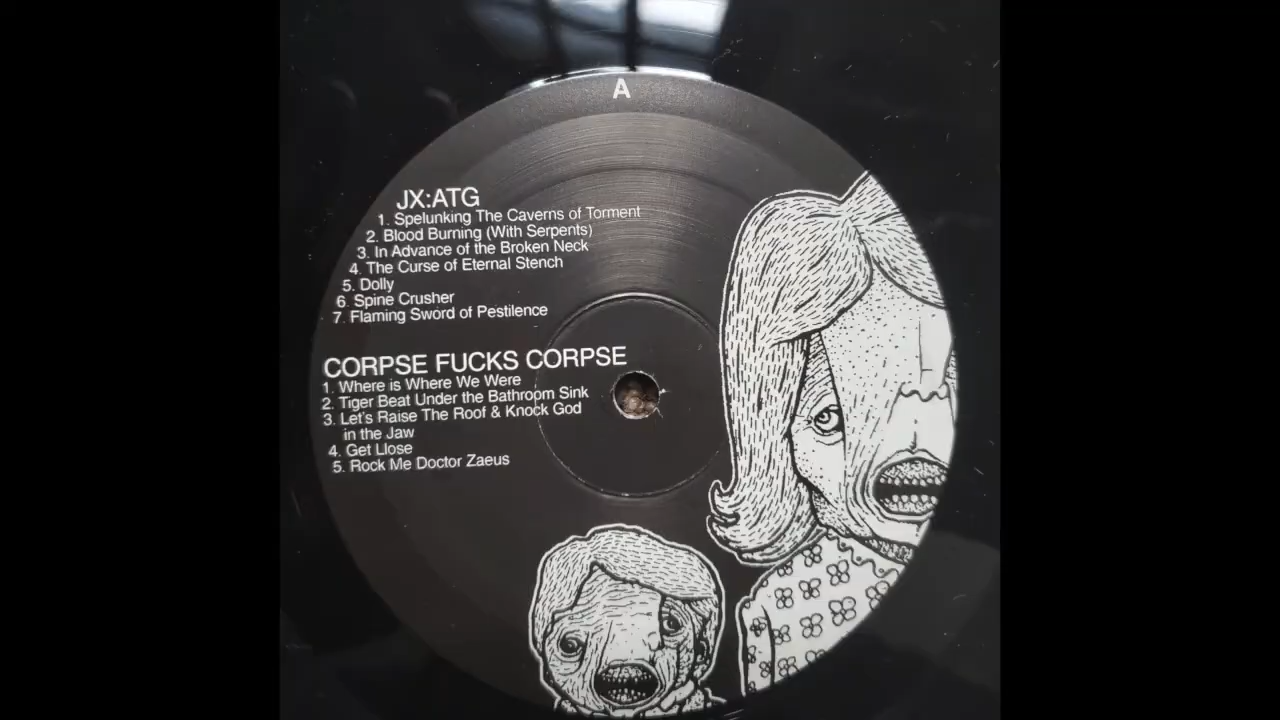 A
JX:ATG
1. Spelunking The Caverns of Torment
2. Blood Burning (With Serpents)
3. In Advance of the Broken Neck
4. The Curse of Eternal Stench
5. Dolly
6. Spine Crusher
7. Flaming Sword of Pestilence
CORPSE FUCKS CORPSE
1. Where is Where We Were
2. Tiger Beat Under the Bathroom Sink
3. Let's Raise The Roof & Knock God
in the Jaw
4. Get Llose
5. Rock Me Doctor Zaeus